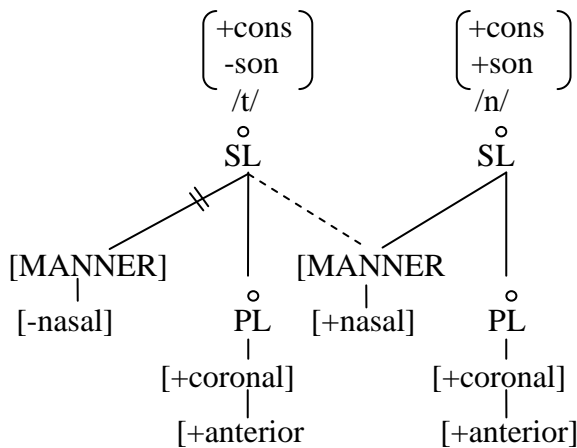 +cons +cons
-son +son
/t/ /n/
SL SL
[MANNER] [MANNER
[-nasal] PL [+nasal] PL
[+coronal] [+coronal]
[+anterior [+anterior]